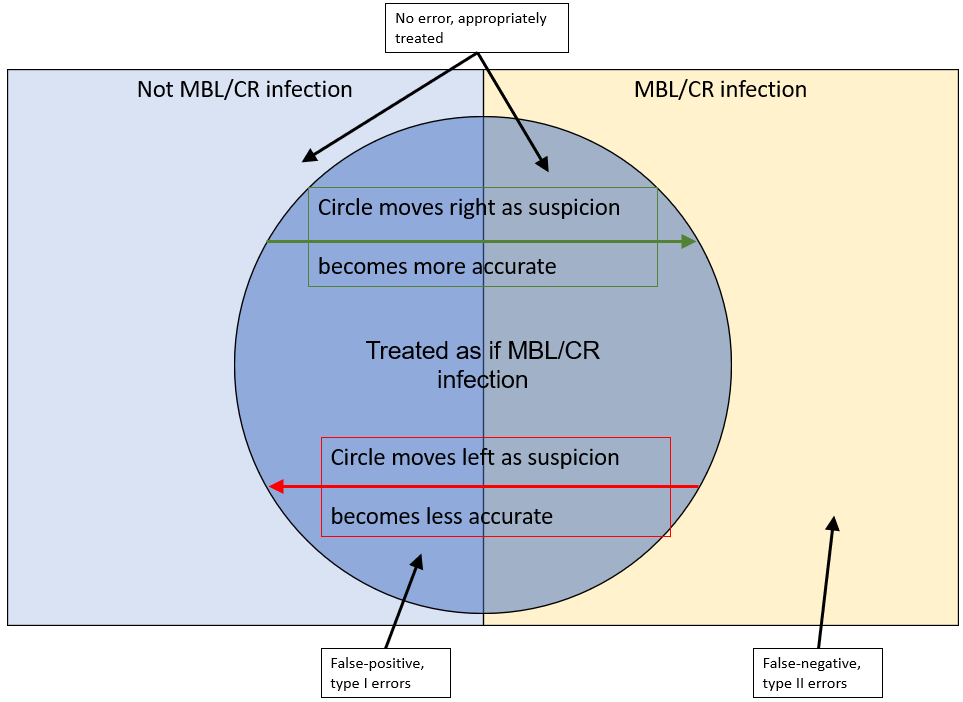 No error, appropriately
treated
Not MBL/CR infection
MBL/CR infection
Circle moves right as suspicion
becomes more accurate
Treated as if MBL/CR
infection
Circle moves left as suspicion
becomes less accurate
False-positive,
type I errors
False-negative,
type II errors